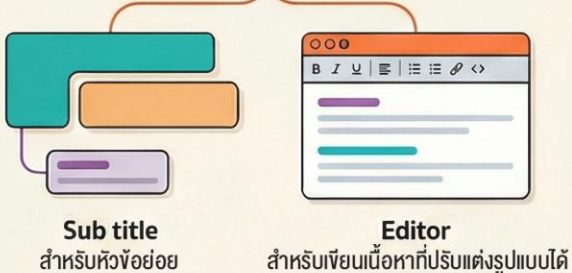 B I U
Sub title
สำหรับหัวข้อย่อย
Editor
สำหรับเขียนเนื้อหาที่ปรับแต่งรูปแบบได้